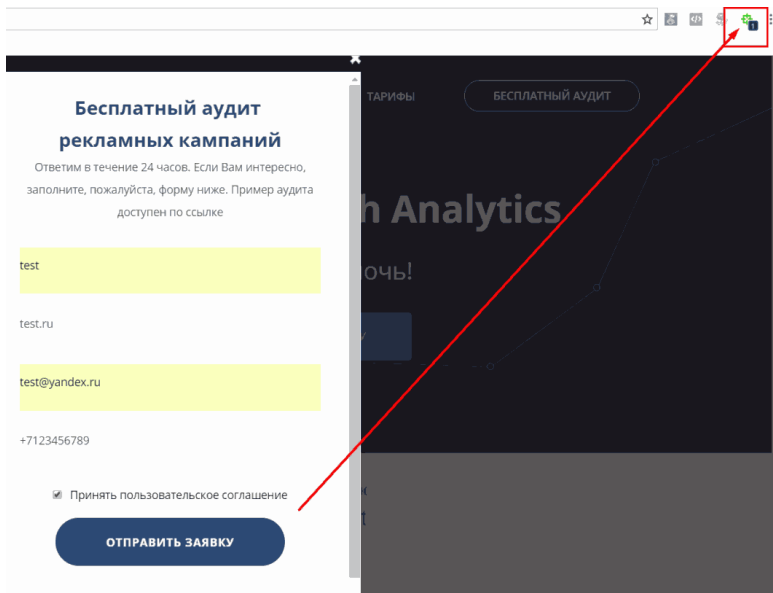 1
ТАРИФЫ
БЕСПЛАТНЫЙ АУДИТ
Бесплатный аудит
рекламных кампаний
Ответим в течение 24 часов. Если Вам интересно,
заполните, пожалуйста, форму ниже. Пример аудита
доступен по ссылке
h Analytics
очь!
test
test.ru
test@yandex.ru
+7123456789
Принять пользовательское соглашение
ОТПРАВИТЬ ЗАЯВКУ